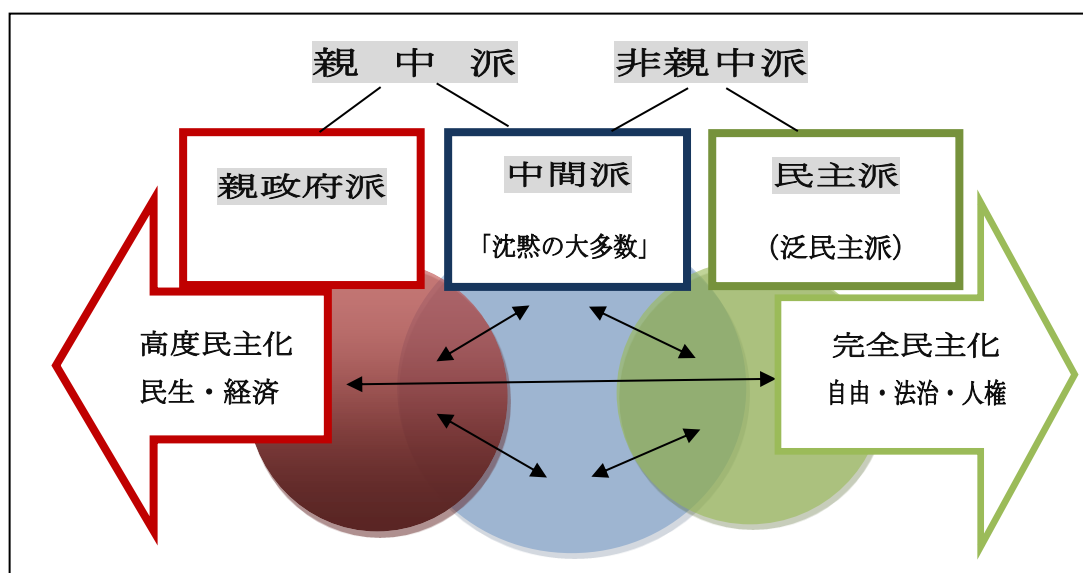 親 中 派
非親中派
親政府派
中間派
「沈黙の大多数」
民主派
(泛民主派)
高度民主化
民生・経済
完全民主化
自由・法治・人権